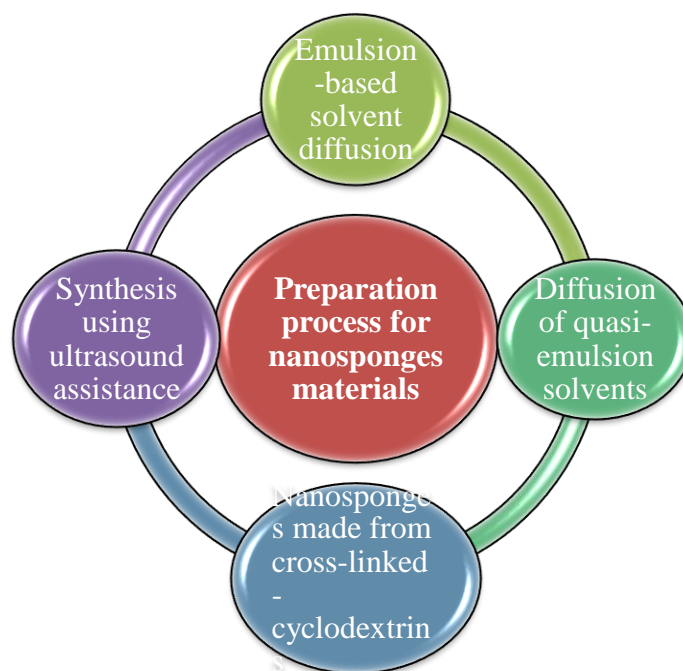 Emulsion
-based
solvent
diffusion
Synthesis
using
ultrasound
assistance
Preparation
process for
nanosponges
materials
Diffusion
of quasi-
emulsion
solvents
Nanosponge
s made from
cross-linked
-
cyclodextrin
s